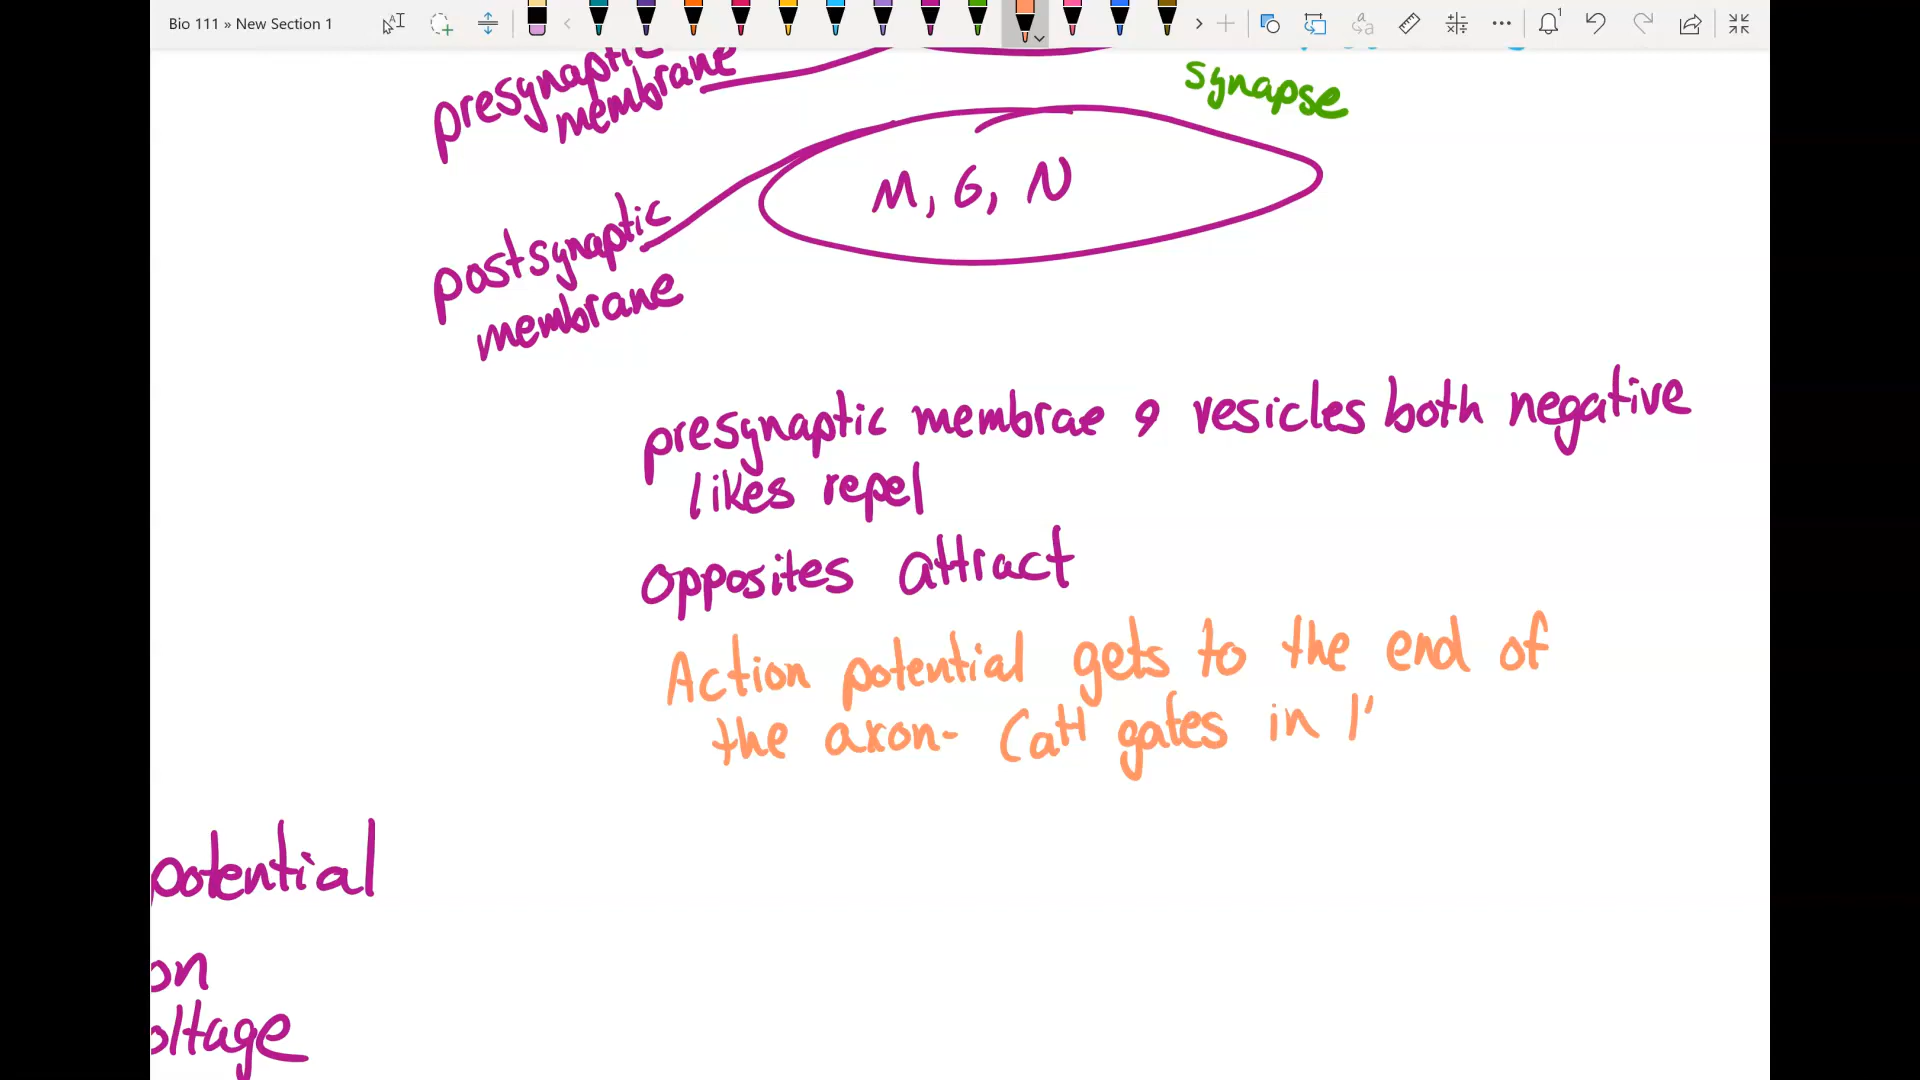 Bio 111 » New Section 1
presynaptic
membrane
synapse
M, G, N
postsynaptic
membrane
presynaptic membrae & vesicles both negative
likes repel
opposites attract
Action potential gets to the end of
the axon- Ca++ gates in
potential
on
oltage